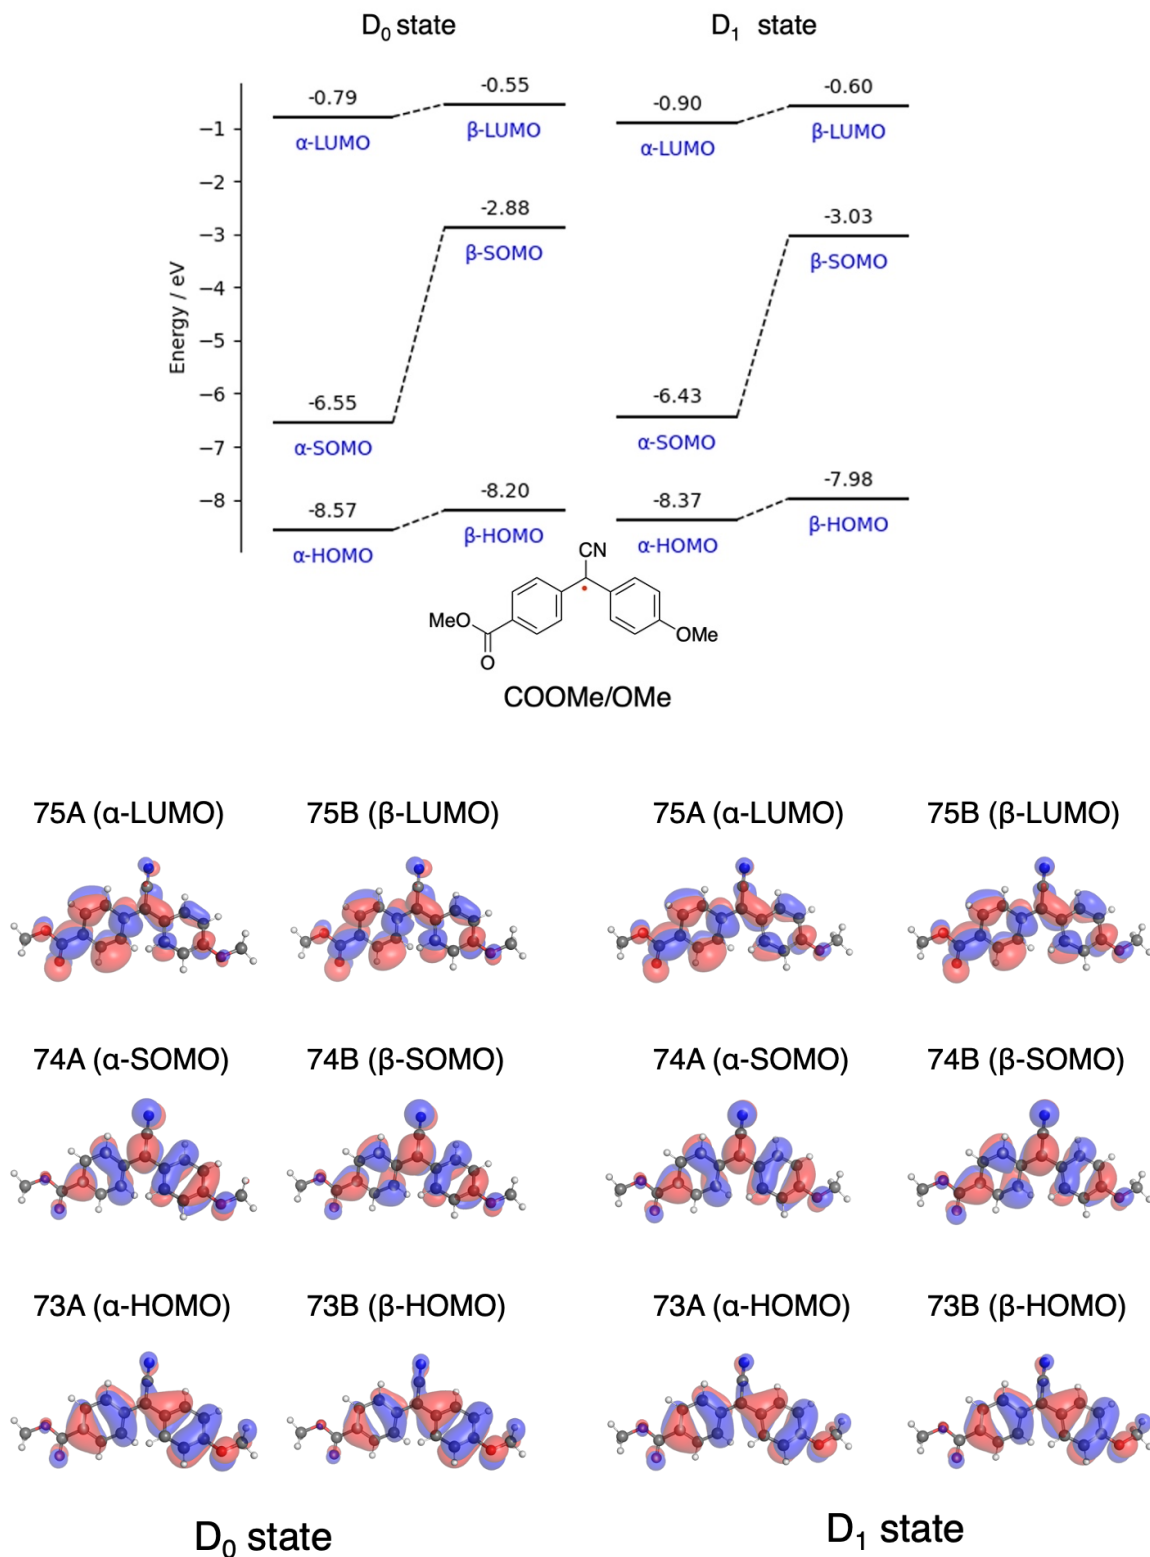 D0 state D1 state
-0.79 -0.55 -0.90 -0.60
α-LUMO β-LUMO α-LUMO β-LUMO
−1
−2
-2.88 -3.03
−3
β-SOMO β-SOMO
−4
Energy / eV
−5
−6
-6.55 -6.43
α-SOMO α-SOMO
−7
-8.57 -8.20 -8.37 -7.98
−8
α-HOMO β-HOMO α-HOMO β-HOMO
CN
MeO
O
OMe
COOMe/OMe
75A (α-LUMO) 75B (β-LUMO) 75A (α-LUMO) 75B (β-LUMO)
74A (α-SOMO) 74B (β-SOMO) 74A (α-SOMO) 74B (β-SOMO)
73A (α-HOMO) 73B (β-HOMO) 73A (α-HOMO) 73B (β-HOMO)
D0 state D1 state